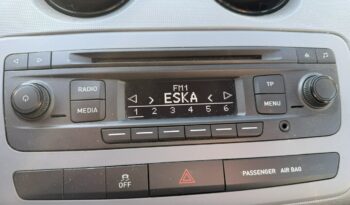 RADIO
MEDIA
FM1
ESKA
1 2 3 4 5 6
TP
MENU
OFF
PASSENGER AIR BAG